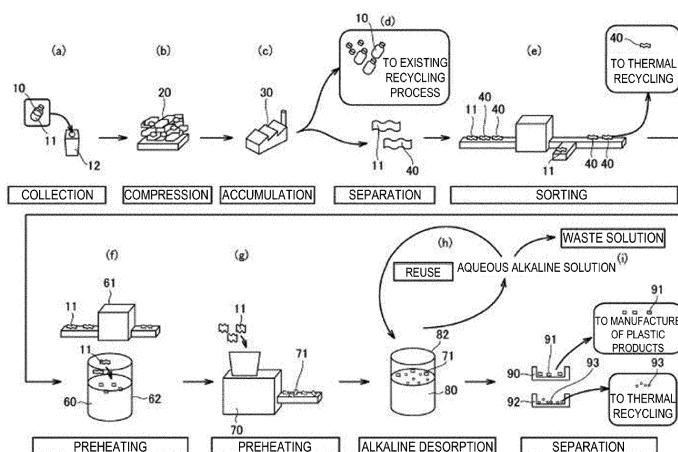 (a)
(b)
(c)
(d)
(e)
10
11
12
20
30
10
TO EXISTING
RECYCLING
PROCESS
11
40
40
TO THERMAL
RECYCLING
11 40 40
11
40 40
COLLECTION
COMPRESSION
ACCUMULATION
SEPARATION
SORTING
(f)
(g)
(h)
(i)
11
61
11
60
62
11
71
70
REUSE
AQUEOUS ALKALINE SOLUTION
WASTE SOLUTION
82
71
80
91
TO MANUFACTURE
OF PLASTIC
PRODUCTS
91
90
93
92
93
TO THERMAL
RECYCLING
PREHEATING
PREHEATING
ALKALINE DESORPTION
SEPARATION